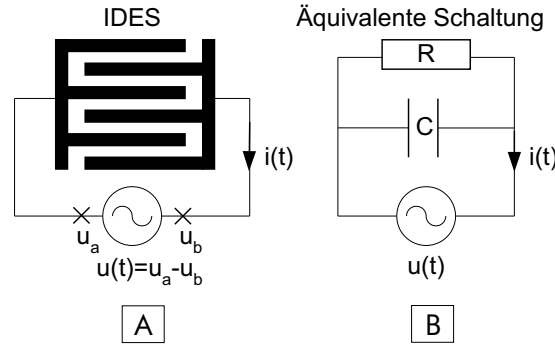 IDES
Äquivalente Schaltung
R
C
i(t)
i(t)
u_a
u_b
u(t)
u(t)=u_a-u_b
A
B